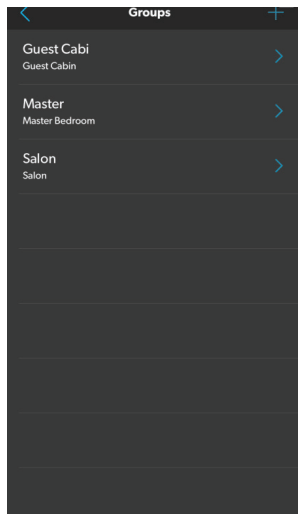 Groups
Guest Cabi
Guest Cabin
Master
Master Bedroom
Salon
Salon